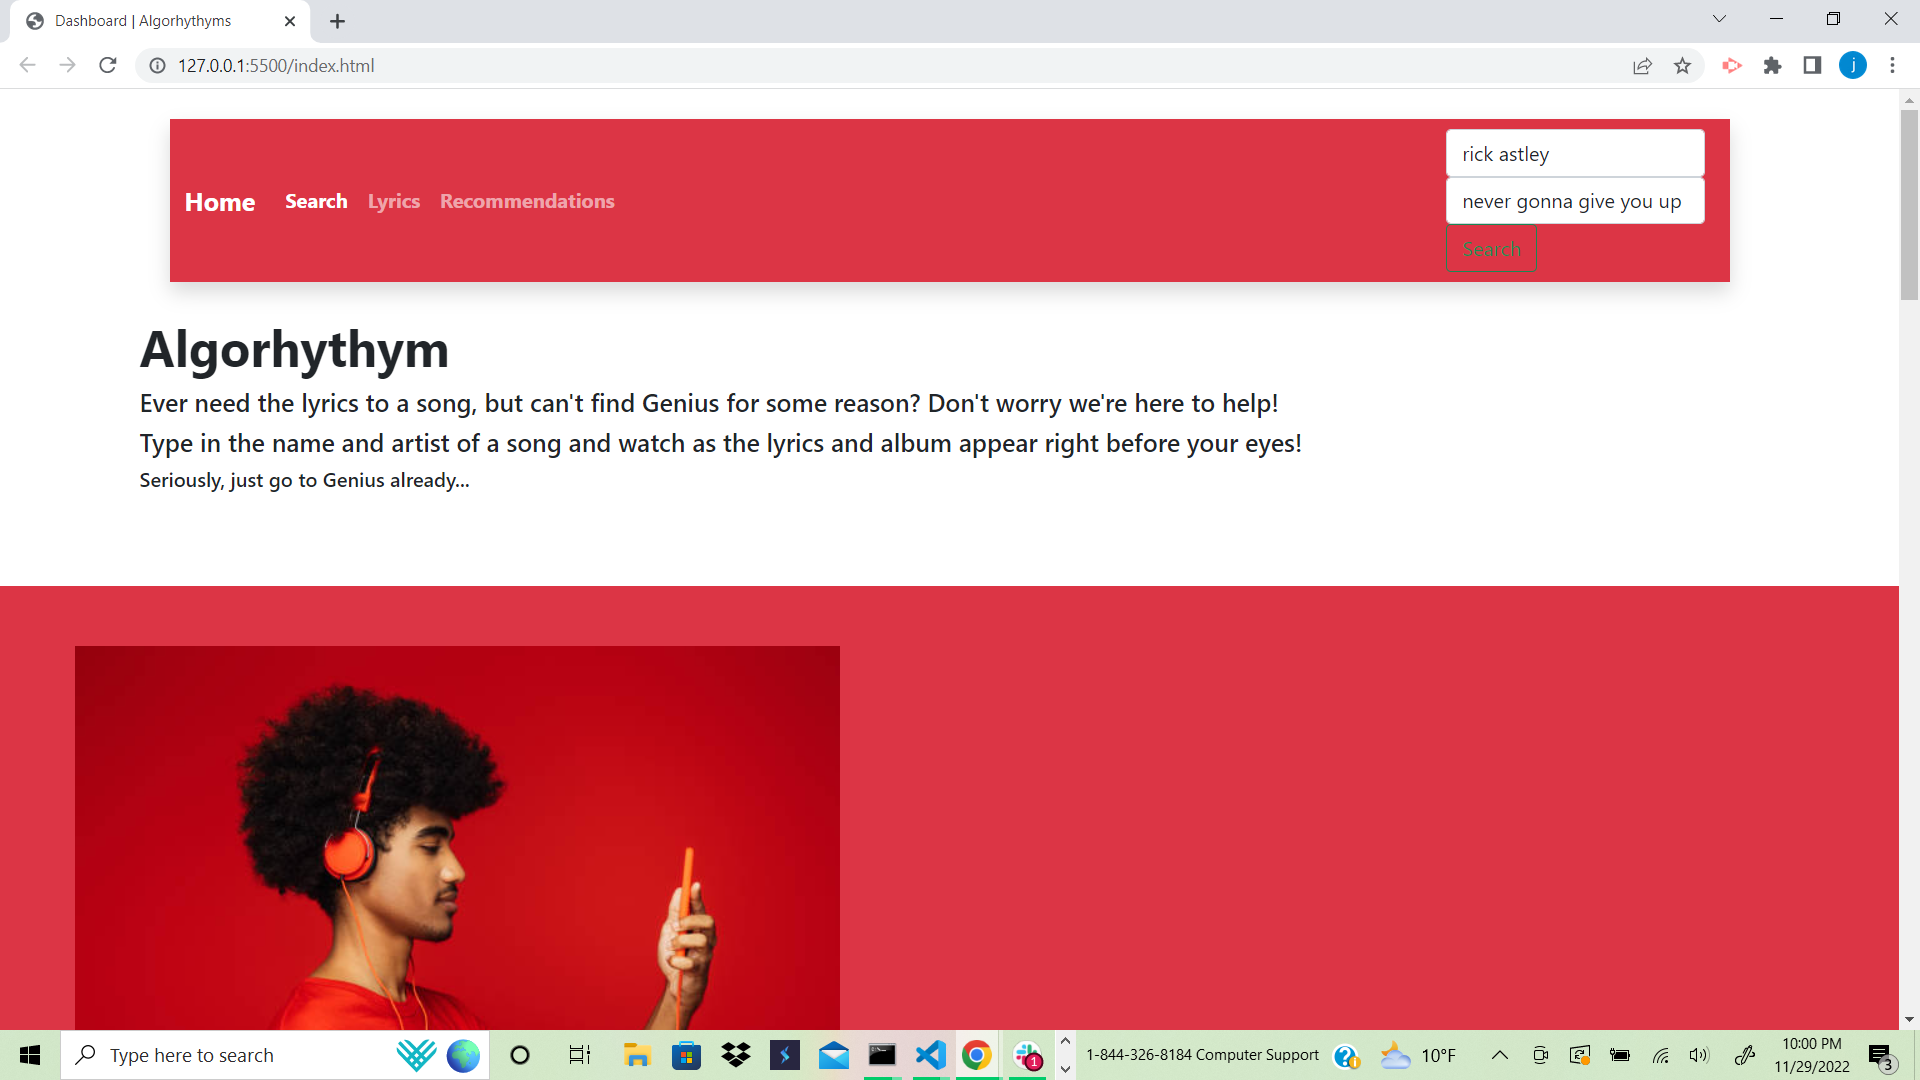 Dashboard | Algorhythyms
127.0.0.1:5500/index.html
j
rick astley
never gonna give you up
Search
Home Search Lyrics Recommendations
Algorhythym
Ever need the lyrics to a song, but can't find Genius for some reason? Don't worry we're here to help!
Type in the name and artist of a song and watch as the lyrics and album appear right before your eyes!
Seriously, just go to Genius already...
Type here to search
1
1-844-326-8184 Computer Support
10°F
10:00 PM
11/29/2022
3